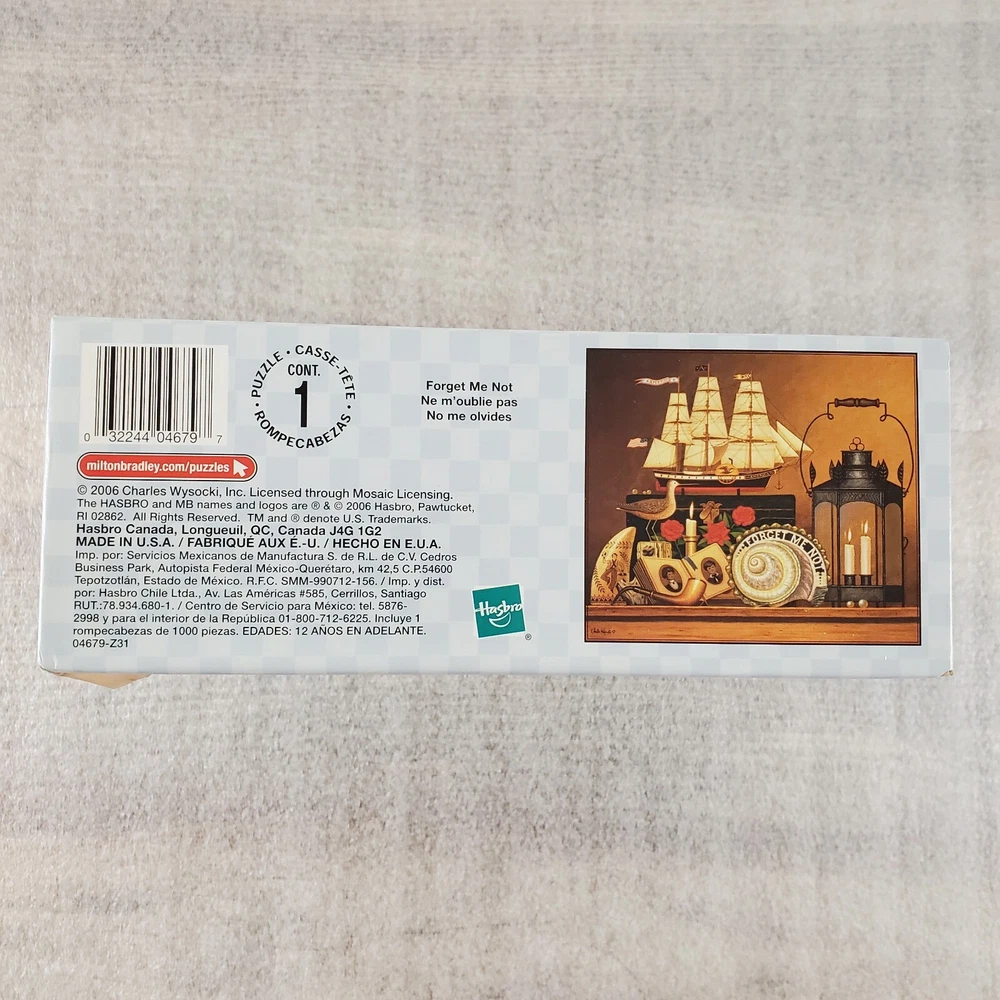 0 32244 04679 7
PUZZLE • CASSE-TÊTE • ROMPECABEZAS •
CONT.
1
Forget Me Not
Ne m'oublie pas
No me olvides
miltonbradley.com/puzzles
© 2006 Charles Wysocki, Inc. Licensed through Mosaic Licensing.
The HASBRO and MB names and logos are ® & © 2006 Hasbro, Pawtucket,
RI 02862. All Rights Reserved. TM and ® denote U.S. Trademarks.
Hasbro Canada, Longueuil, QC, Canada J4G 1G2
MADE IN U.S.A. / FABRIQUÉ AUX É.-U. / HECHO EN E.U.A.
Imp. por: Servicios Mexicanos de Manufactura S. de R.L. de C.V. Cedros
Business Park, Autopista Federal México-Querétaro, km 42,5 C.P.54600
Tepotzotlán, Estado de México. R.F.C. SMM-990712-156. / Imp. y dist.
por: Hasbro Chile Ltda., Av. Las Américas #585, Cerrillos, Santiago
RUT.:78.934.680-1. / Centro de Servicio para México: tel. 5876-
2998 y para el interior de la República 01-800-712-6225. Incluye 1
rompecabezas de 1000 piezas. EDADES: 12 AÑOS EN ADELANTE.
04679-Z31
Hasbro
®
FORGET ME NOT